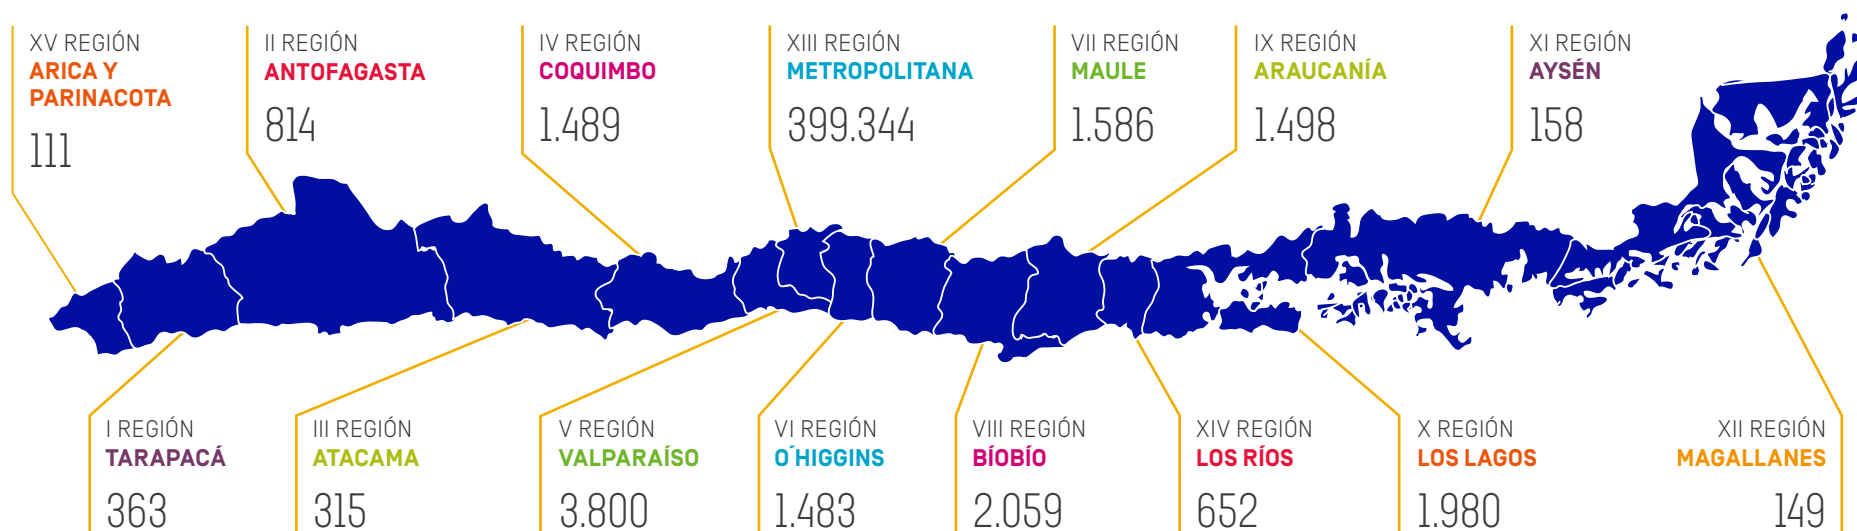 XV REGIÓN
ARICA Y
PARINACOTA
111
II REGIÓN
ANTOFAGASTA
814
IV REGIÓN
COQUIMBO
1.489
XIII REGIÓN
METROPOLITANA
399.344
VII REGIÓN
MAULE
1.586
IX REGIÓN
ARAUCANÍA
1.498
XI REGIÓN
AYSÉN
158
I REGIÓN
TARAPACÁ
363
III REGIÓN
ATACAMA
315
V REGIÓN
VALPARAÍSO
3.800
VI REGIÓN
O´HIGGINS
1.483
VIII REGIÓN
BÍOBÍO
2.059
XIV REGIÓN
LOS RÍOS
652
X REGIÓN
LOS LAGOS
1.980
XII REGIÓN
MAGALLANES
149